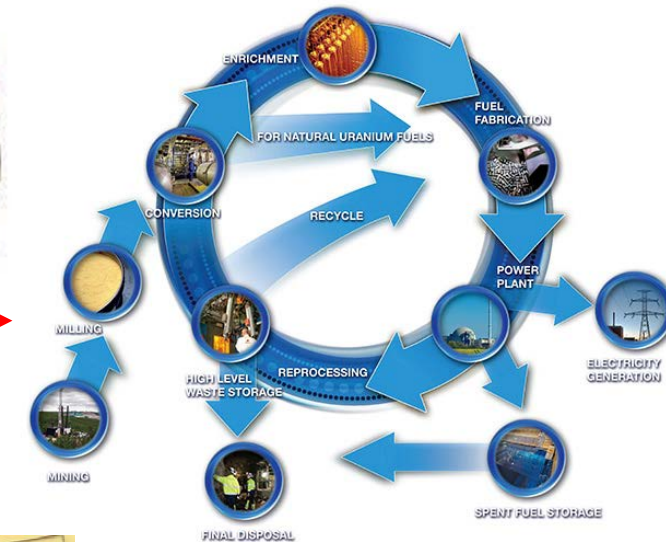 ENRICHMENT
FUEL
FABRICATION
FOR NATURAL URANIUM FUELS
CONVERSION
RECYCLE
POWER
PLANT
MILLING
ELECTRICITY
GENERATION
HIGH LEVEL
WASTE STORAGE
REPROCESSING
MINING
SPENT FUEL STORAGE
FINAL DISPOSAL